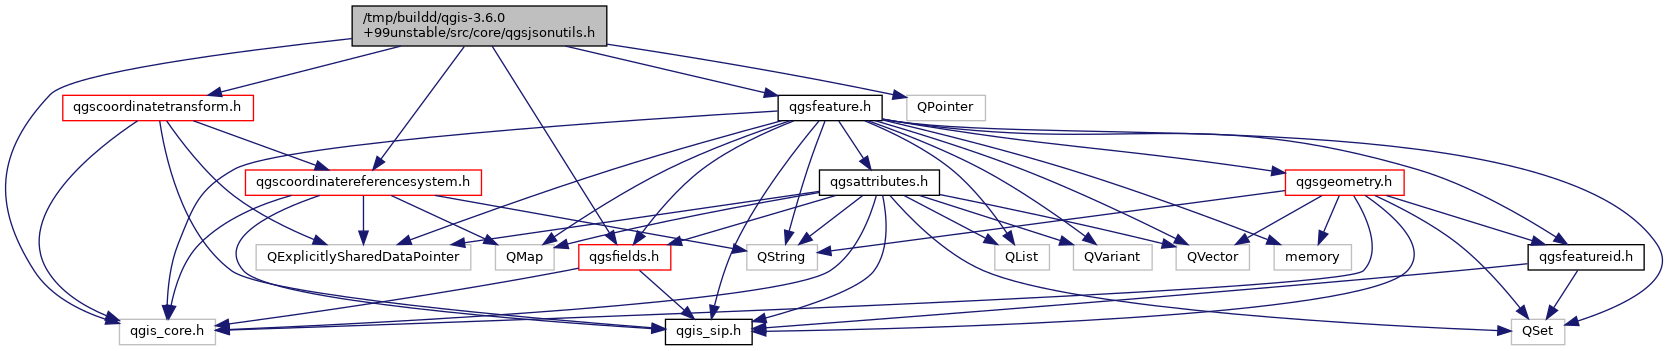 /tmp/buildd/qgis-3.6.0
+99unstable/src/core/qgsjsonutils.h
qgscoordinatetransform.h
qgsfeature.h
QPointer
qgscoordinatereferencesystem.h
qgsattributes.h
qgsgeometry.h
QExplicitlySharedDataPointer
QMap
qgsfields.h
QString
QList
QVariant
QVector
memory
qgsfeatureid.h
qgis_core.h
qgis_sip.h
QSet